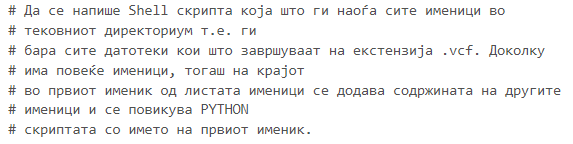 # Да се напише Shell скрипта која што ги наоѓа сите именици во
# тековниот директориум т.е. ги
# бара сите датотеки кои што завршуваат на екстензија .vcf. Доколку
# има повеќе именици, тогаш на крајот
# во првиот именик од листата именици се додава содржината на другите
# именици и се повикува PYTHON
# скриптата со името на првиот именик.